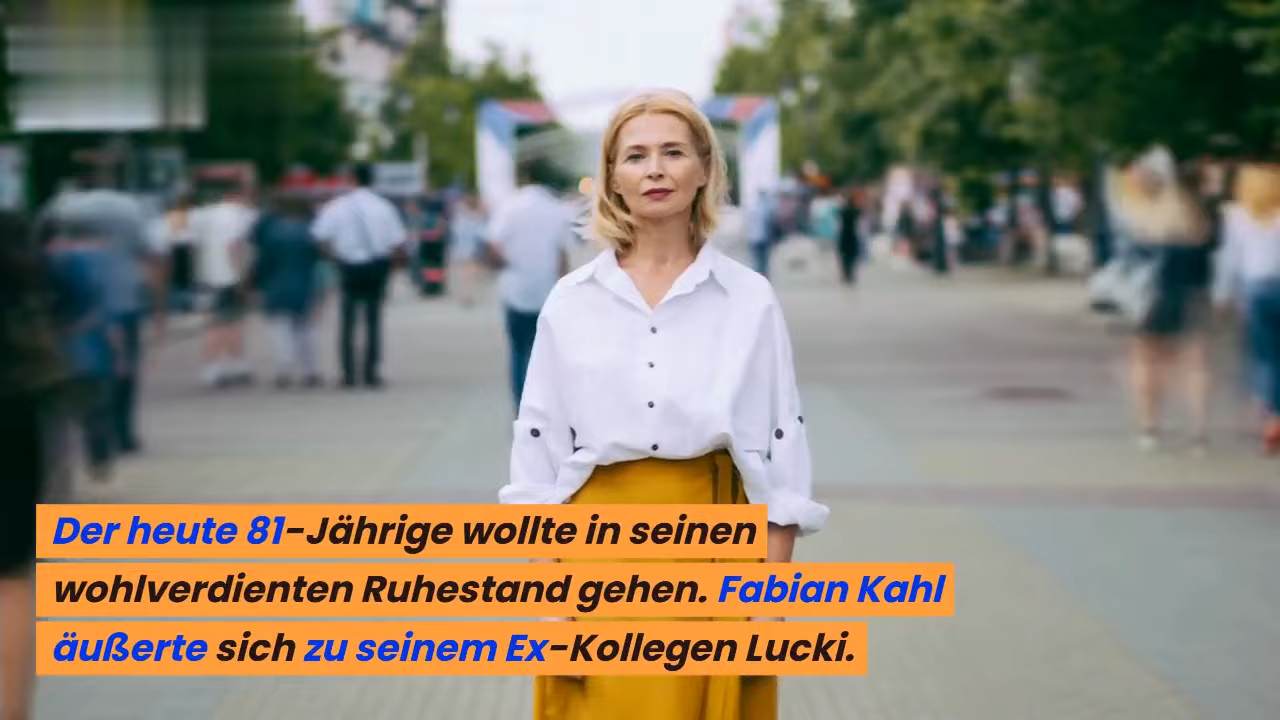 Der heute 81-Jährige wollte in seinen
wohlverdienten Ruhestand gehen. Fabian Kahl
äußerte sich zu seinem Ex-Kollegen Lucki.